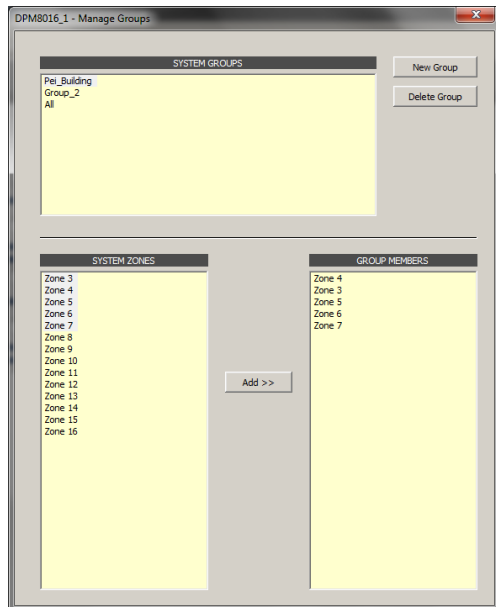 DPM8016_1 - Manage Groups
SYSTEM GROUPS
New Group
Delete Group
Pei_Building
Group_2
All
SYSTEM ZONES
Zone 3
Zone 4
Zone 5
Zone 6
Zone 7
Zone 8
Zone 9
Zone 10
Zone 11
Zone 12
Zone 13
Zone 14
Zone 15
Zone 16
Add >>
GROUP MEMBERS
Zone 4
Zone 3
Zone 5
Zone 6
Zone 7